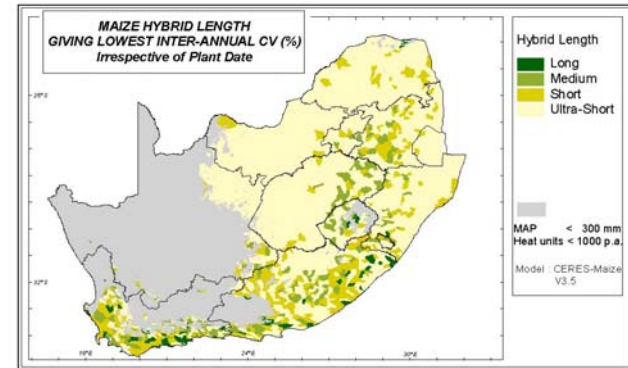 MAIZE HYBRID LENGTH
GIVING LOWEST INTER-ANNUAL CV (%)
Irrespective of Plant Date
Hybrid Length
Long
Medium
Short
Ultra-Short
MAP < 300 mm
Heat units < 1000 p.a.
Model : CERES-Maize
V3.5
24°E